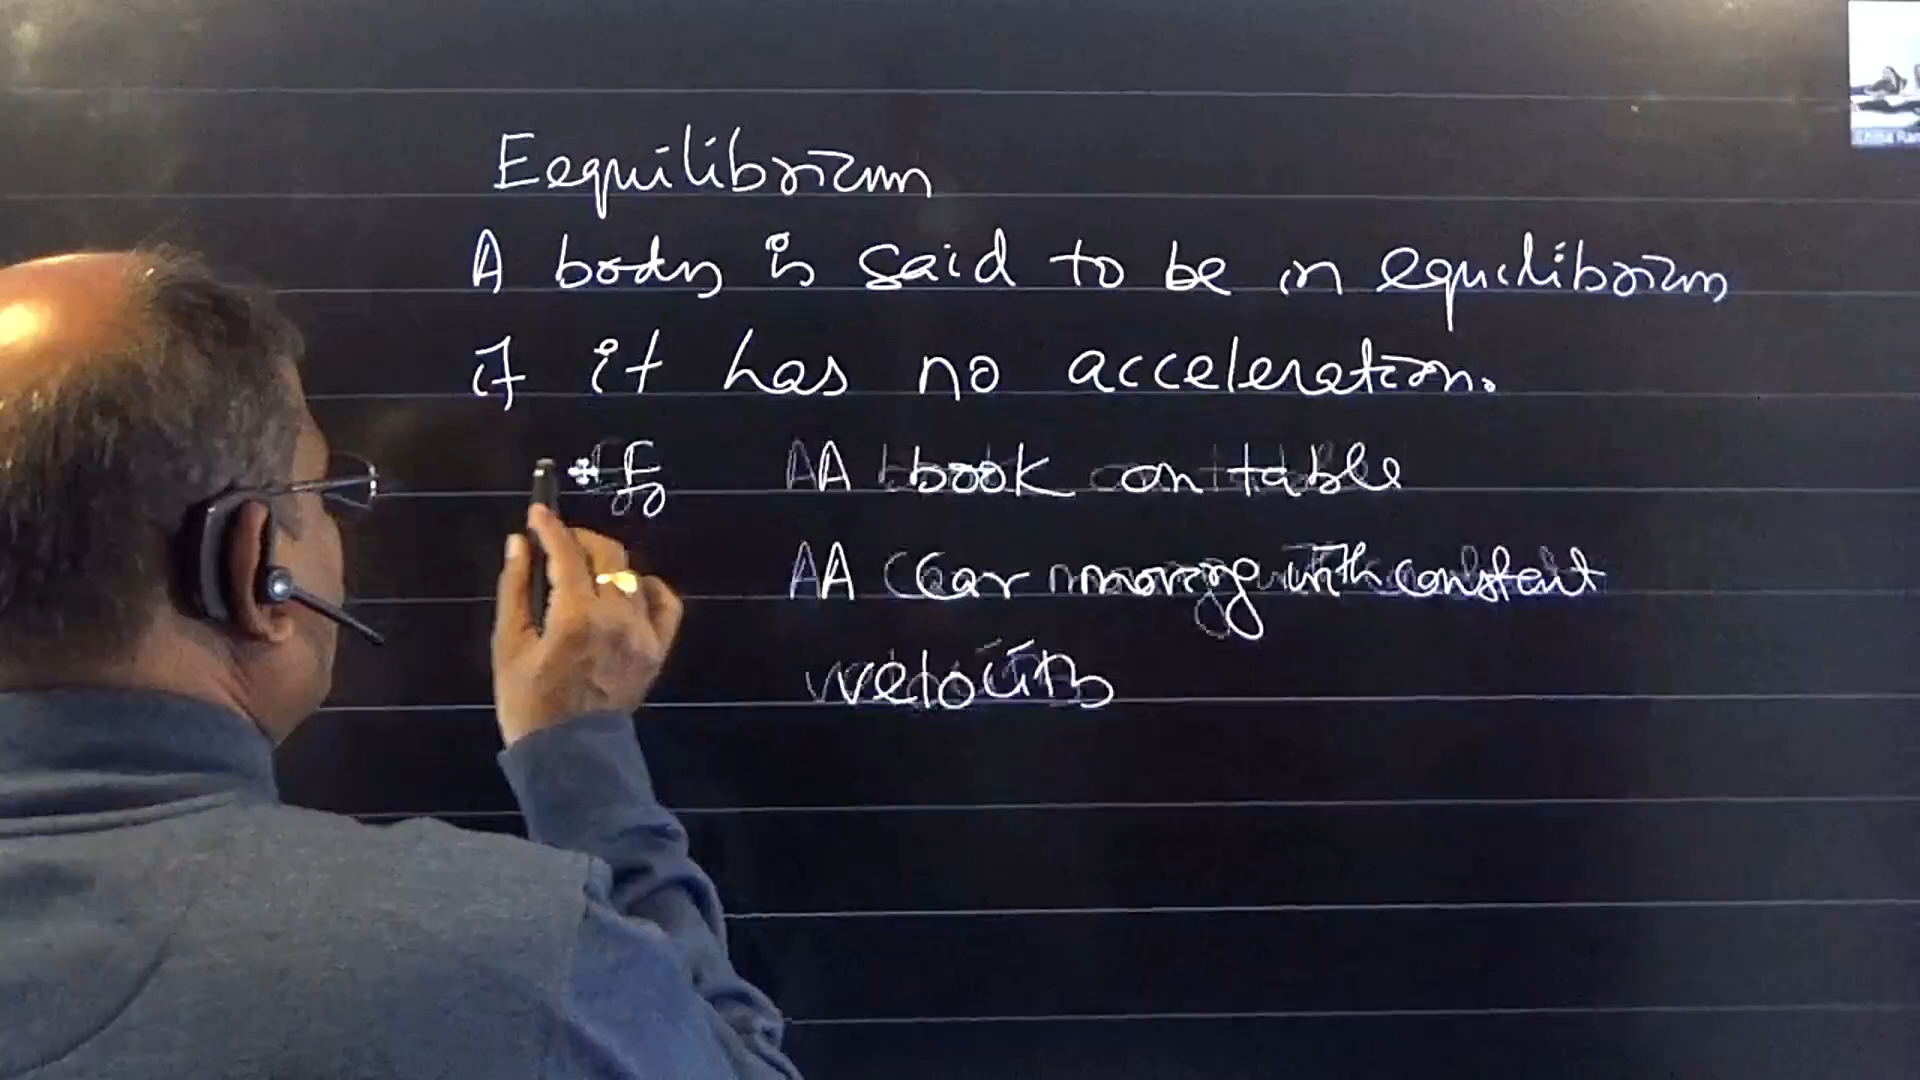 Eequilibrium
A body is said to be in equilibrium
if it has no acceleration.
A book on table
A Car moving with constant
velocity